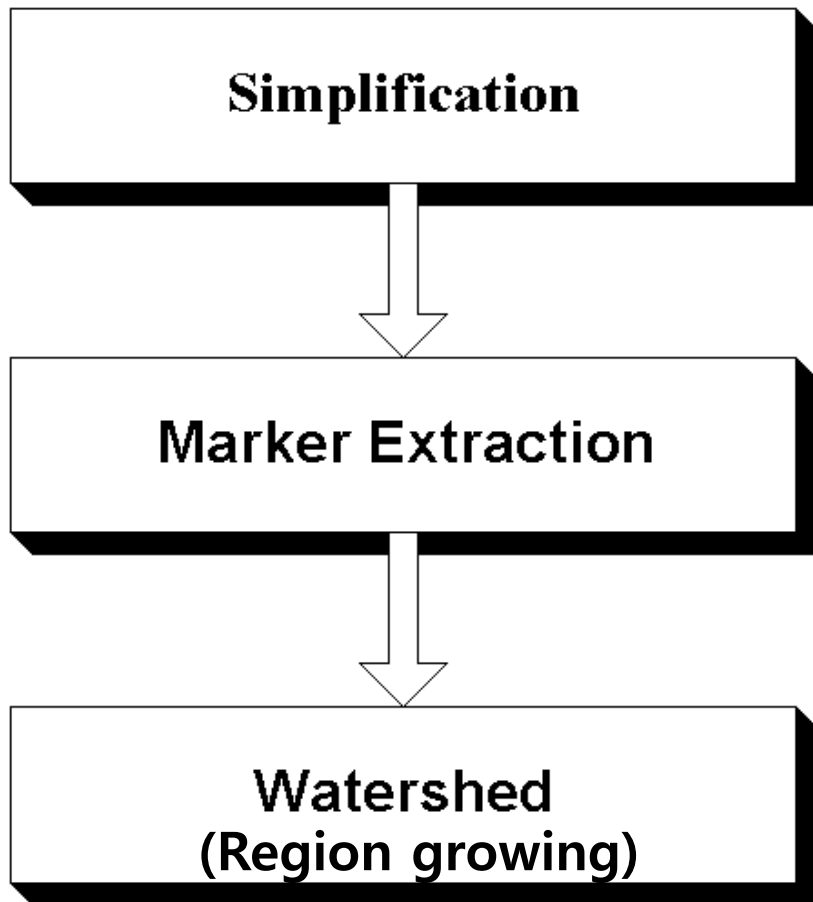 Simplification
Marker Extraction
Watershed
(Region growing)